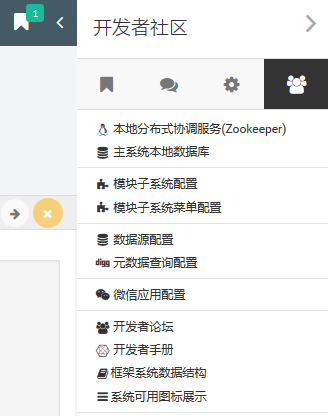 1
开发者社区
本地分布式协调服务(Zookeeper)
主系统本地数据库
模块子系统配置
模块子系统菜单配置
数据源配置
digg 元数据查询配置
微信应用配置
开发者论坛
开发者手册
框架系统数据结构
系统可用图标展示